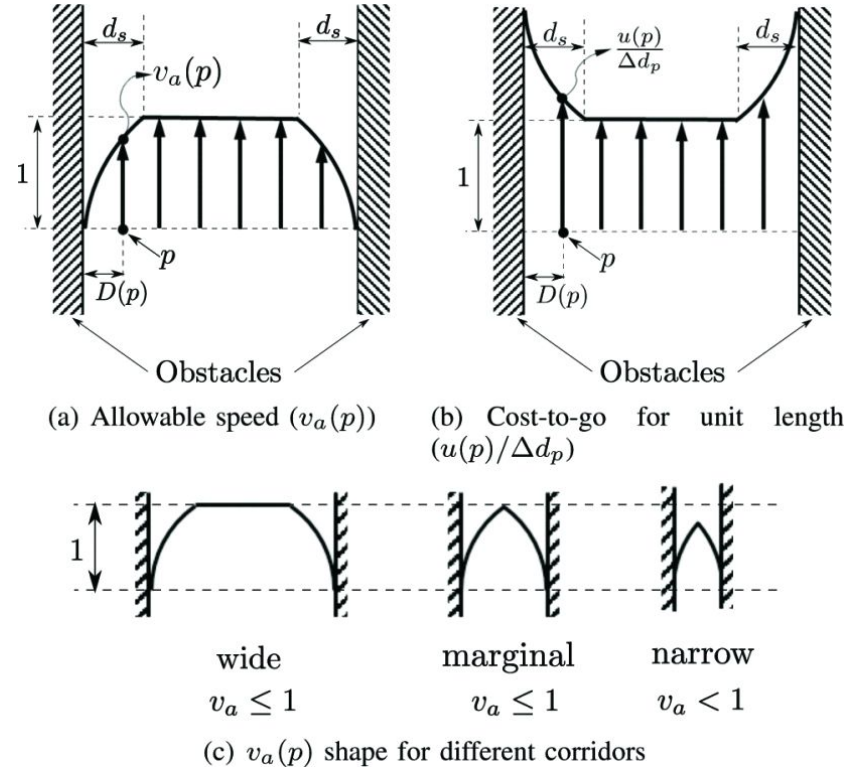 d_s d_s
v_a(p)
1
p
D(p)
Obstacles
(a) Allowable speed (v_a(p))
d_s u(p)/Δd_p d_s
1
p
D(p)
Obstacles
(b) Cost-to-go for unit length
(u(p)/Δd_p)
1
wide marginal narrow
v_a ≤ 1 v_a ≤ 1 v_a < 1
(c) v_a(p) shape for different corridors